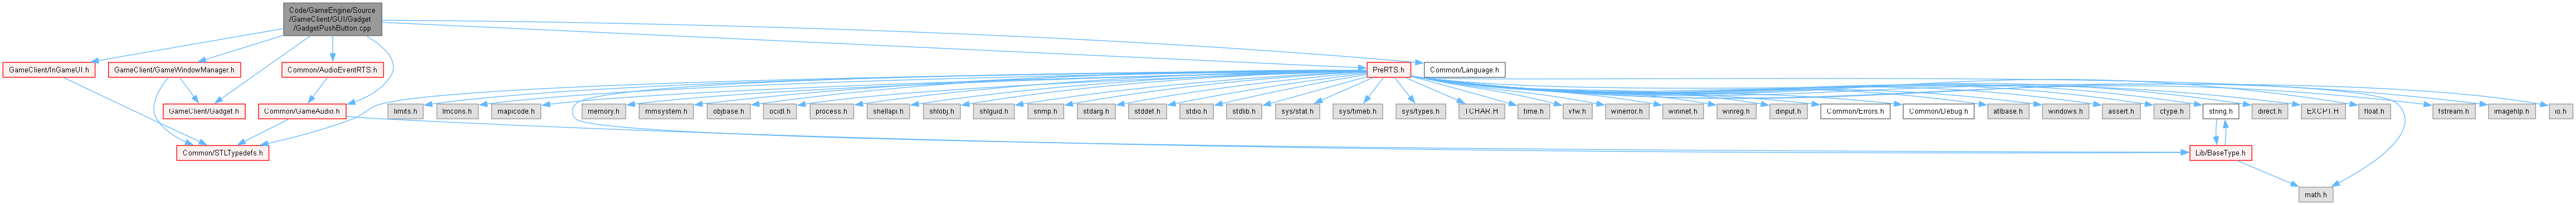 Code/GameEngine/Source
/GameClient/GUI/Gadget
/GadgetPushButton.cpp
GameClient/InGameUI.h
GameClient/GameWindowManager.h
Common/AudioEventRTS.h
PreRTS.h
Common/Language.h
GameClient/Gadget.h
Common/GameAudio.h
limits.h
lmcons.h
mapicode.h
memory.h
mmsystem.h
objbase.h
ocidl.h
process.h
shellapi.h
shlobj.h
shlguid.h
snmp.h
stdarg.h
stddef.h
stdio.h
stdlib.h
sys/stat.h
sys/timeb.h
sys/types.h
TCHAR.H
time.h
vfw.h
winerror.h
wininet.h
winreg.h
dinput.h
Common/Errors.h
Common/Debug.h
atlbase.h
windows.h
assert.h
ctype.h
string.h
direct.h
EXCPT.H
float.h
fstream.h
imagehlp.h
io.h
Common/STLTypedefs.h
Lib/BaseType.h
math.h